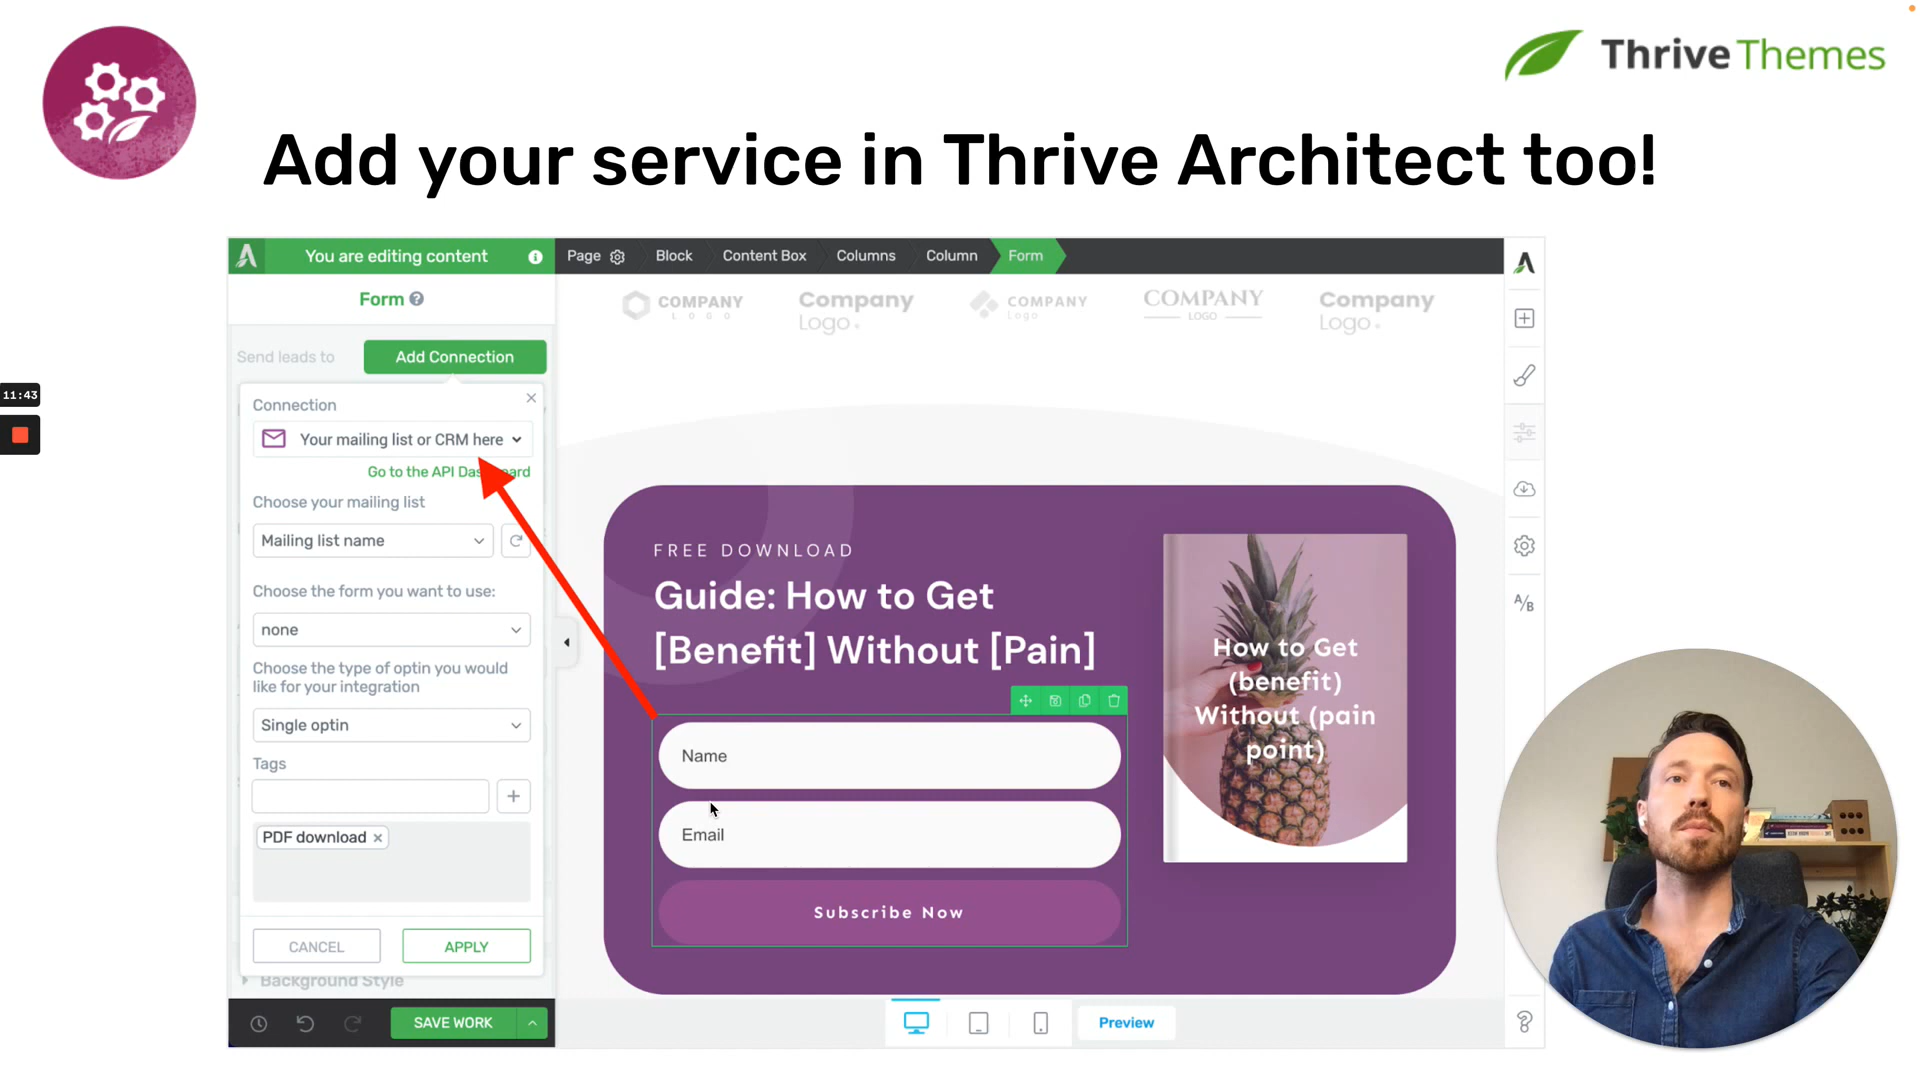 Thrive Themes
Add your service in Thrive Architect too!
You are editing content
Page
Block
Content Box
Columns
Column
Form
Form
COMPANY
LOGO
Company
Logo
COMPANY
Logo
COMPANY
LOGO
Company
Logo
Send leads to
Add Connection
11:43
Connection
Your mailing list or CRM here
Go to the API Dashboard
Choose your mailing list
Mailing list name
Choose the form you want to use:
none
Choose the type of optin you would
like for your integration
Single optin
Tags
PDF download
CANCEL
APPLY
Background Style
SAVE WORK
FREE DOWNLOAD
Guide: How to Get
[Benefit] Without [Pain]
Name
Email
Subscribe Now
How to Get
(benefit)
Without (pain
point)
A/B
Preview